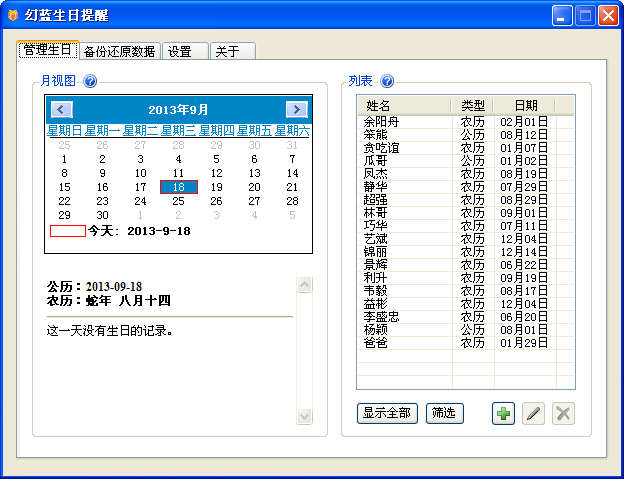 幻蓝生日提醒
管理生日 备份还原数据 设置 关于
月视图
2013年9月
星期日 星期一 星期二 星期三 星期四 星期五 星期六
25 26 27 28 29 30 31
1 2 3 4 5 6 7
8 9 10 11 12 13 14
15 16 17 18 19 20 21
22 23 24 25 26 27 28
29 30 1 2 3 4 5
今天: 2013-9-18
公历：2013-09-18
农历：蛇年 八月十四
这一天没有生日的记录。
列表
姓名 类型 日期
余阳舟 农历 02月01日
笨熊 公历 08月12日
贪吃谊 农历 01月07日
瓜哥 公历 01月02日
凤杰 农历 08月19日
静华 农历 07月29日
超强 农历 08月29日
林哥 农历 09月01日
巧华 农历 07月11日
艺斌 农历 12月04日
锦丽 农历 12月14日
景辉 农历 06月22日
利升 农历 09月19日
韦毅 农历 08月17日
益彬 农历 12月04日
李盛忠 农历 06月20日
杨颖 公历 08月01日
爸爸 农历 01月29日
显示全部 筛选